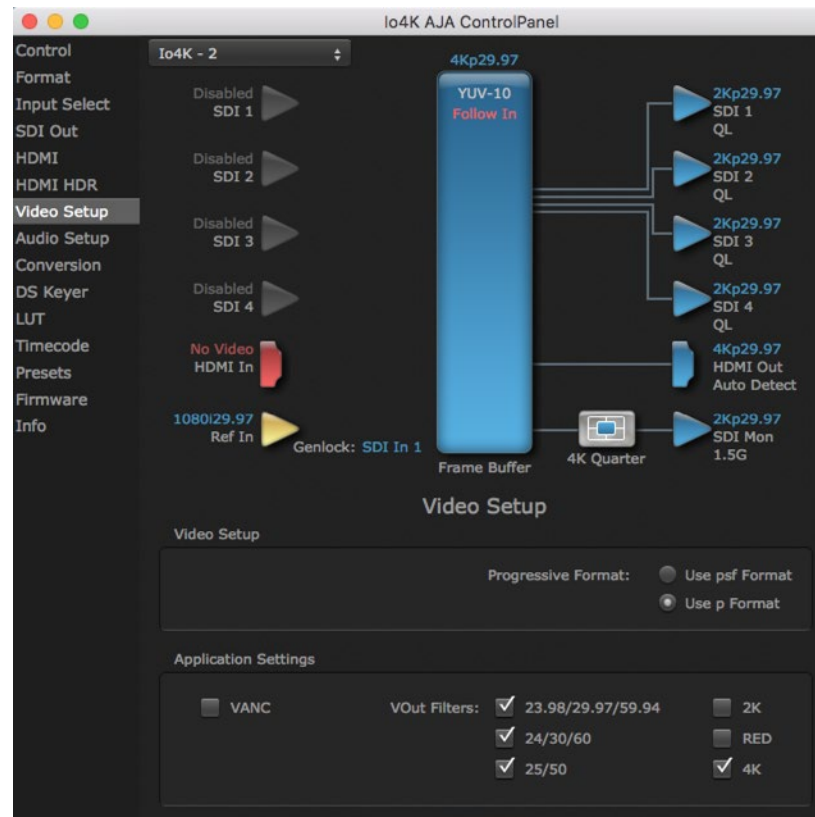 Io4K AJA ControlPanel
Control
Format
Input Select
SDI Out
HDMI
HDMI HDR
Video Setup
Audio Setup
Conversion
DS Keyer
LUT
Timecode
Presets
Firmware
Info
Io4K - 2
Disabled
SDI 1
Disabled
SDI 2
Disabled
SDI 3
Disabled
SDI 4
No Video
HDMI In
1080i29.97
Ref In
Genlock: SDI In 1
4Kp29.97
YUV-10
Follow In
Frame Buffer
2Kp29.97
SDI 1
QL
2Kp29.97
SDI 2
QL
2Kp29.97
SDI 3
QL
2Kp29.97
SDI 4
QL
4Kp29.97
HDMI Out
Auto Detect
4K Quarter
2Kp29.97
SDI Mon
1.5G
Video Setup
Video Setup
Progressive Format: Use psf Format
Use p Format
Application Settings
VANC VOut Filters: 23.98/29.97/59.94 2K
24/30/60 RED
25/50 4K